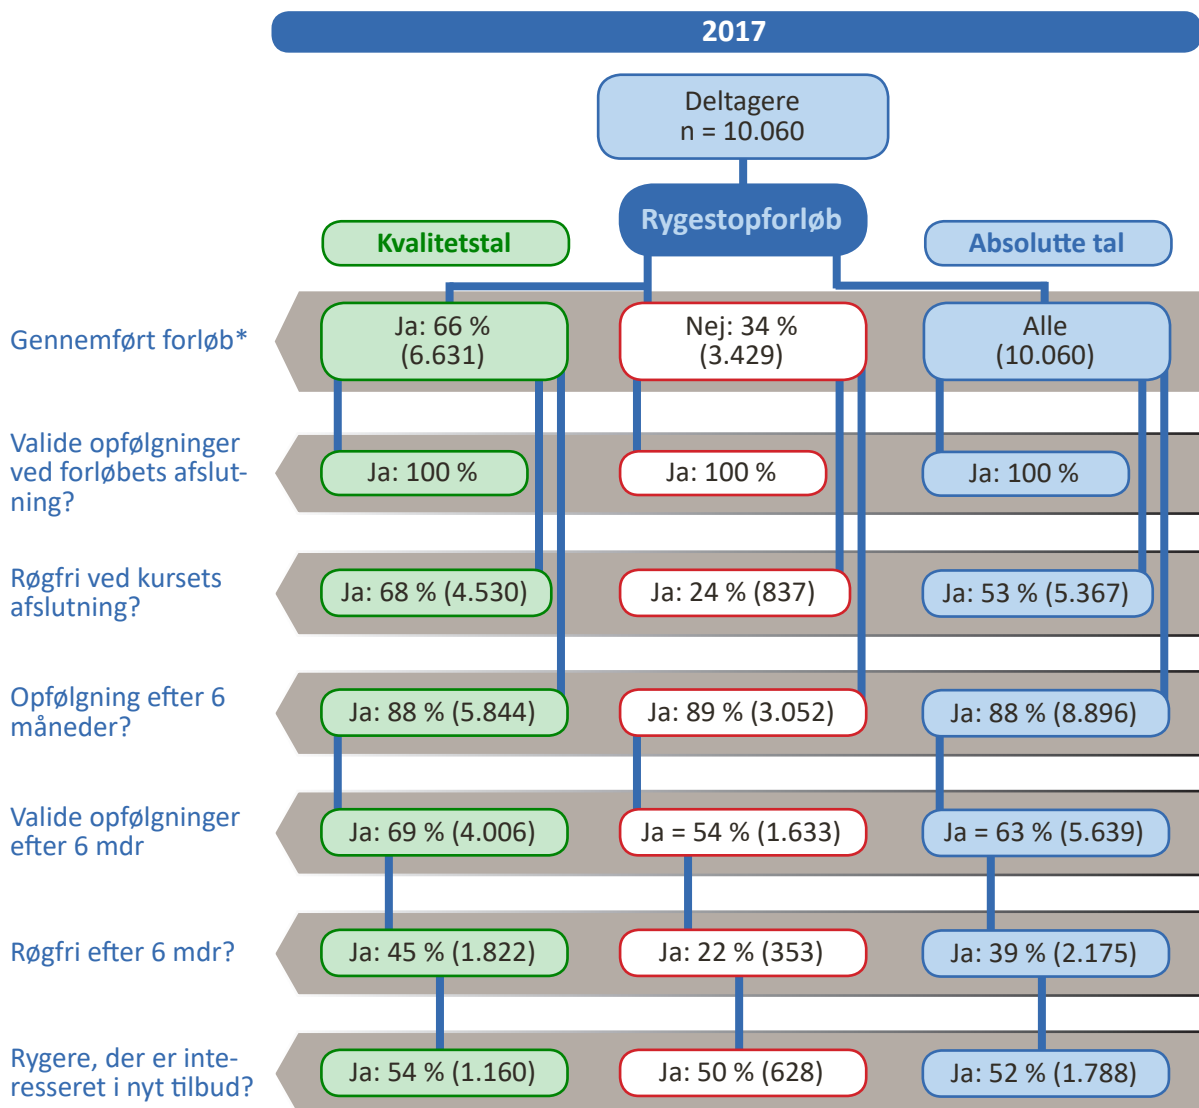 2017
Deltagere
n = 10.060
Rygestopforløb
Kvalitetstal
Absolutte tal
Gennemført forløb*
Ja: 66 %
(6.631)
Nej: 34 %
(3.429)
Alle
(10.060)
Valide opfølgninger
ved forløbets afslut-
ning?
Ja: 100 %
Ja: 100 %
Ja: 100 %
Røgfri ved kursets
afslutning?
Ja: 68 % (4.530)
Ja: 24 % (837)
Ja: 53 % (5.367)
Opfølgning efter 6
måneder?
Ja: 88 % (5.844)
Ja: 89 % (3.052)
Ja: 88 % (8.896)
Valide opfølgninger
efter 6 mdr
Ja: 69 % (4.006)
Ja = 54 % (1.633)
Ja = 63 % (5.639)
Røgfri efter 6 mdr?
Ja: 45 % (1.822)
Ja: 22 % (353)
Ja: 39 % (2.175)
Rygere, der er inte-
resseret i nyt tilbud?
Ja: 54 % (1.160)
Ja: 50 % (628)
Ja: 52 % (1.788)